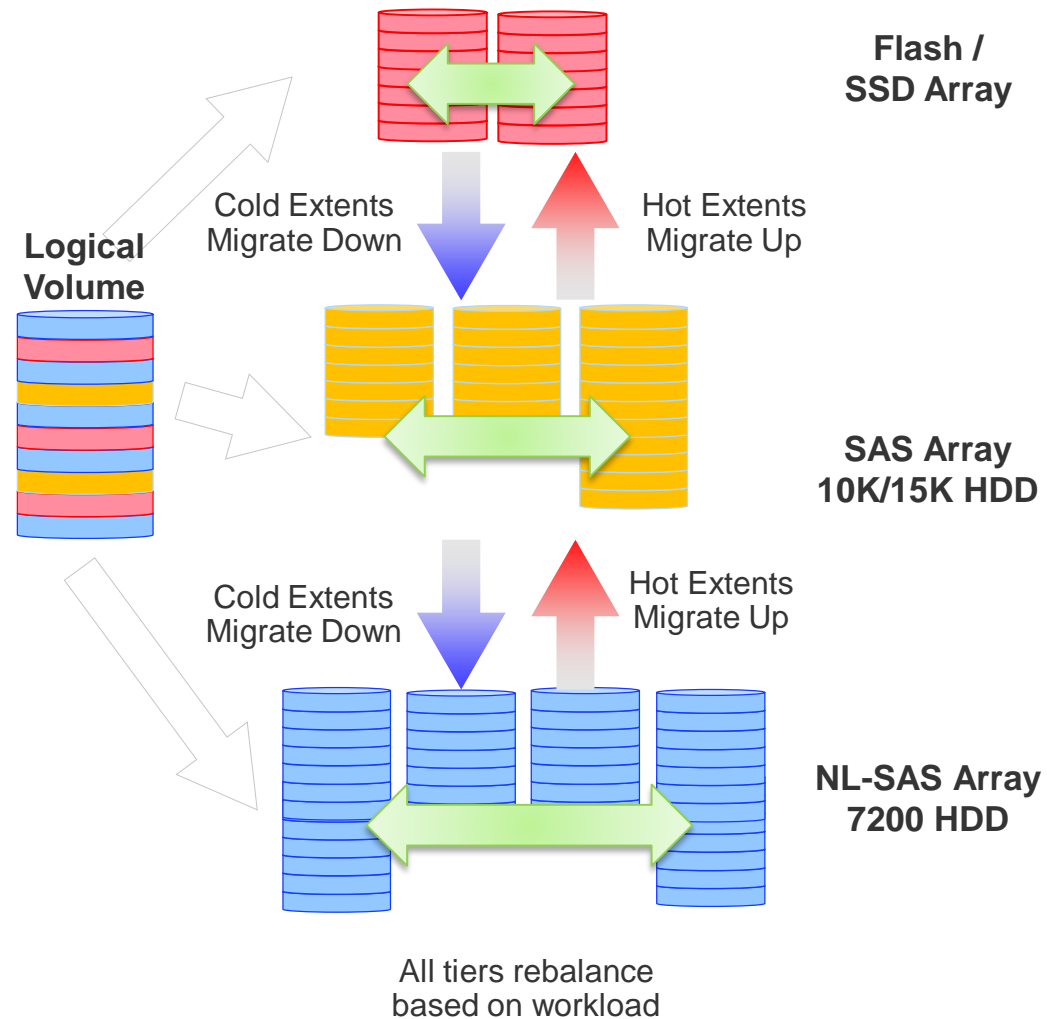 Flash /
SSD Array
Cold Extents
Migrate Down
Hot Extents
Migrate Up
Logical
Volume
SAS Array
10K/15K HDD
Cold Extents
Migrate Down
Hot Extents
Migrate Up
NL-SAS Array
7200 HDD
All tiers rebalance
based on workload